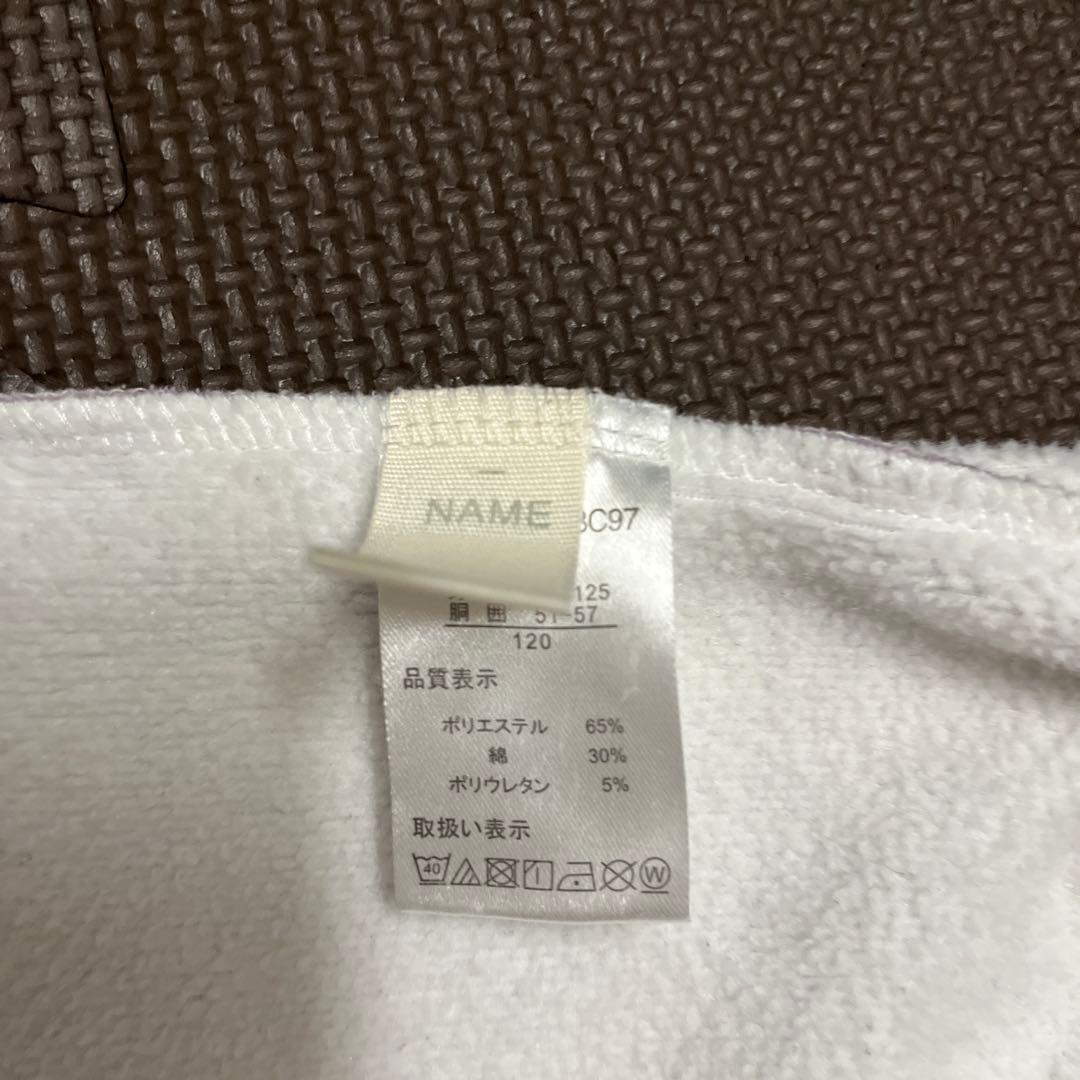 NAME
BC97
125
胴囲 51-57
120
品質表示
ポリエステル 65%
綿 30%
ポリウレタン 5%
取扱い表示
40
W